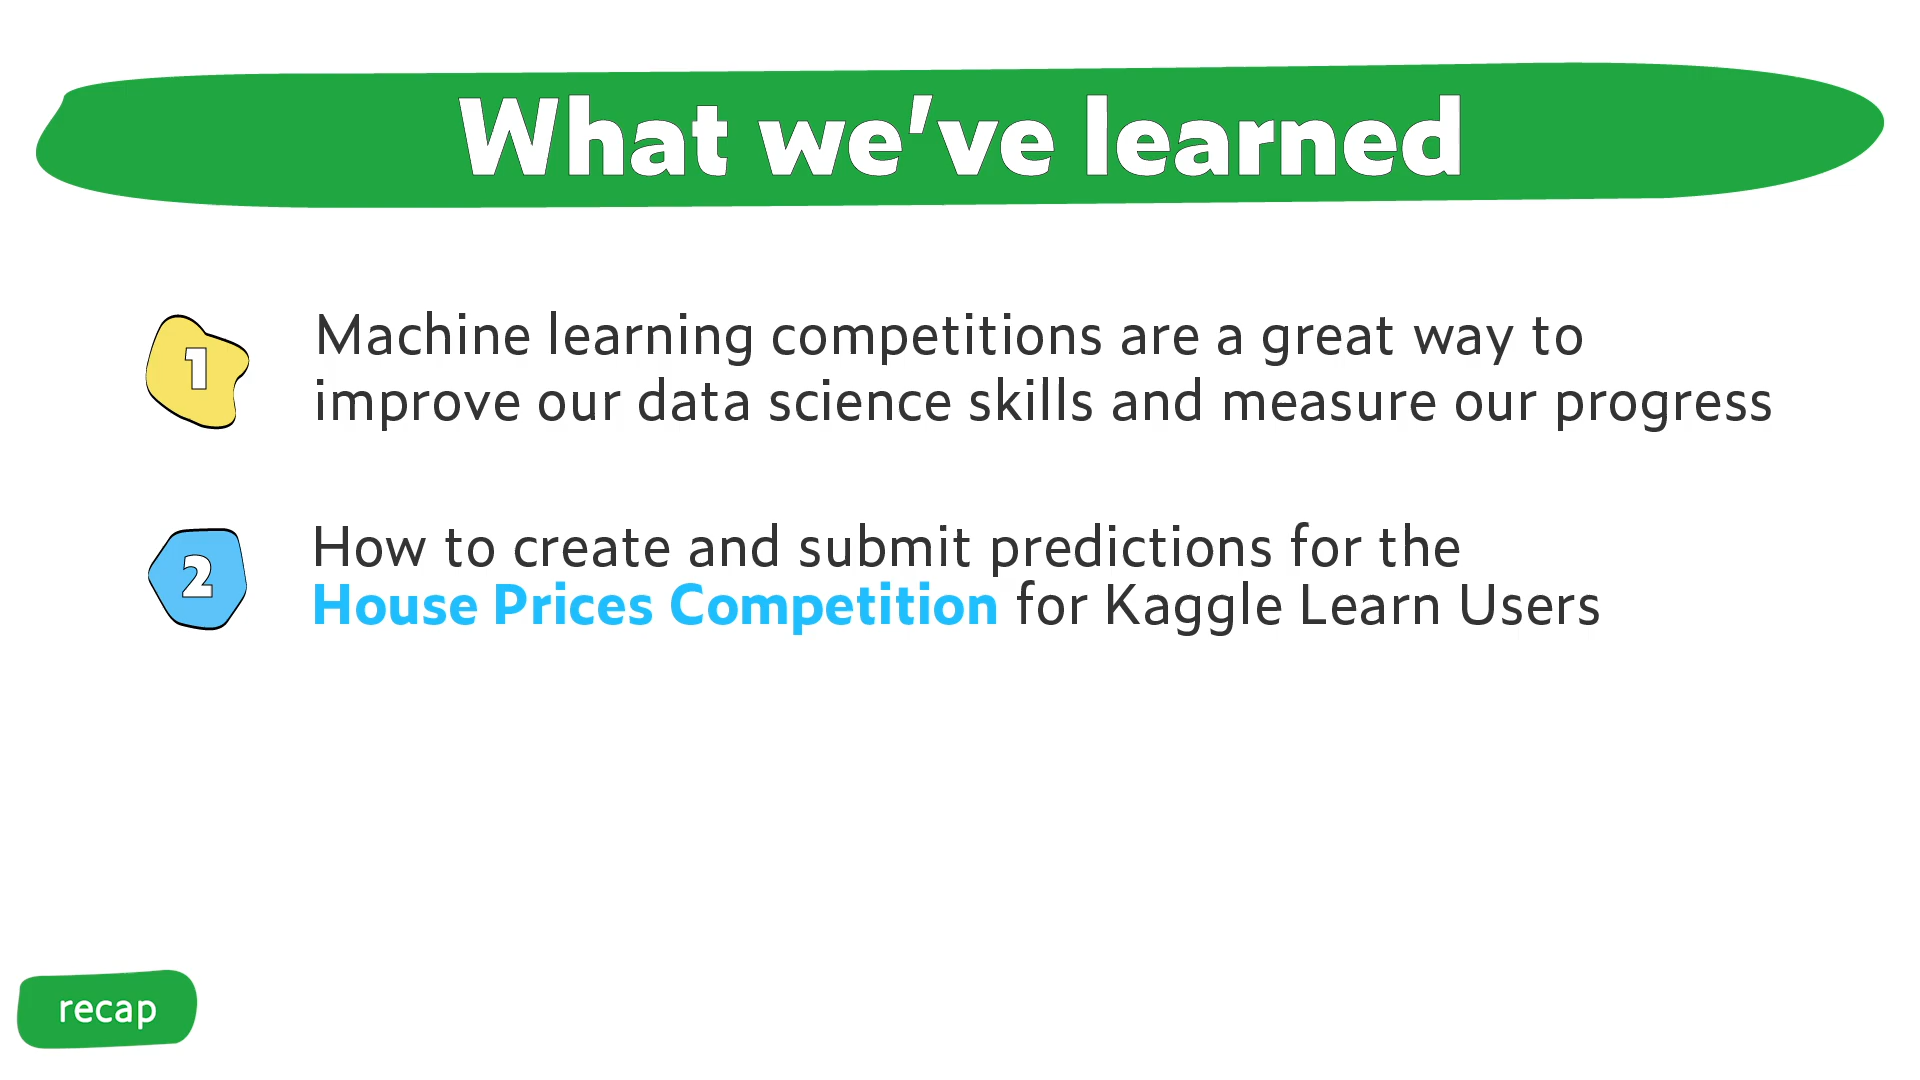 What we've learned
1
Machine learning competitions are a great way to
improve our data science skills and measure our progress
2
How to create and submit predictions for the
House Prices Competition for Kaggle Learn Users
recap